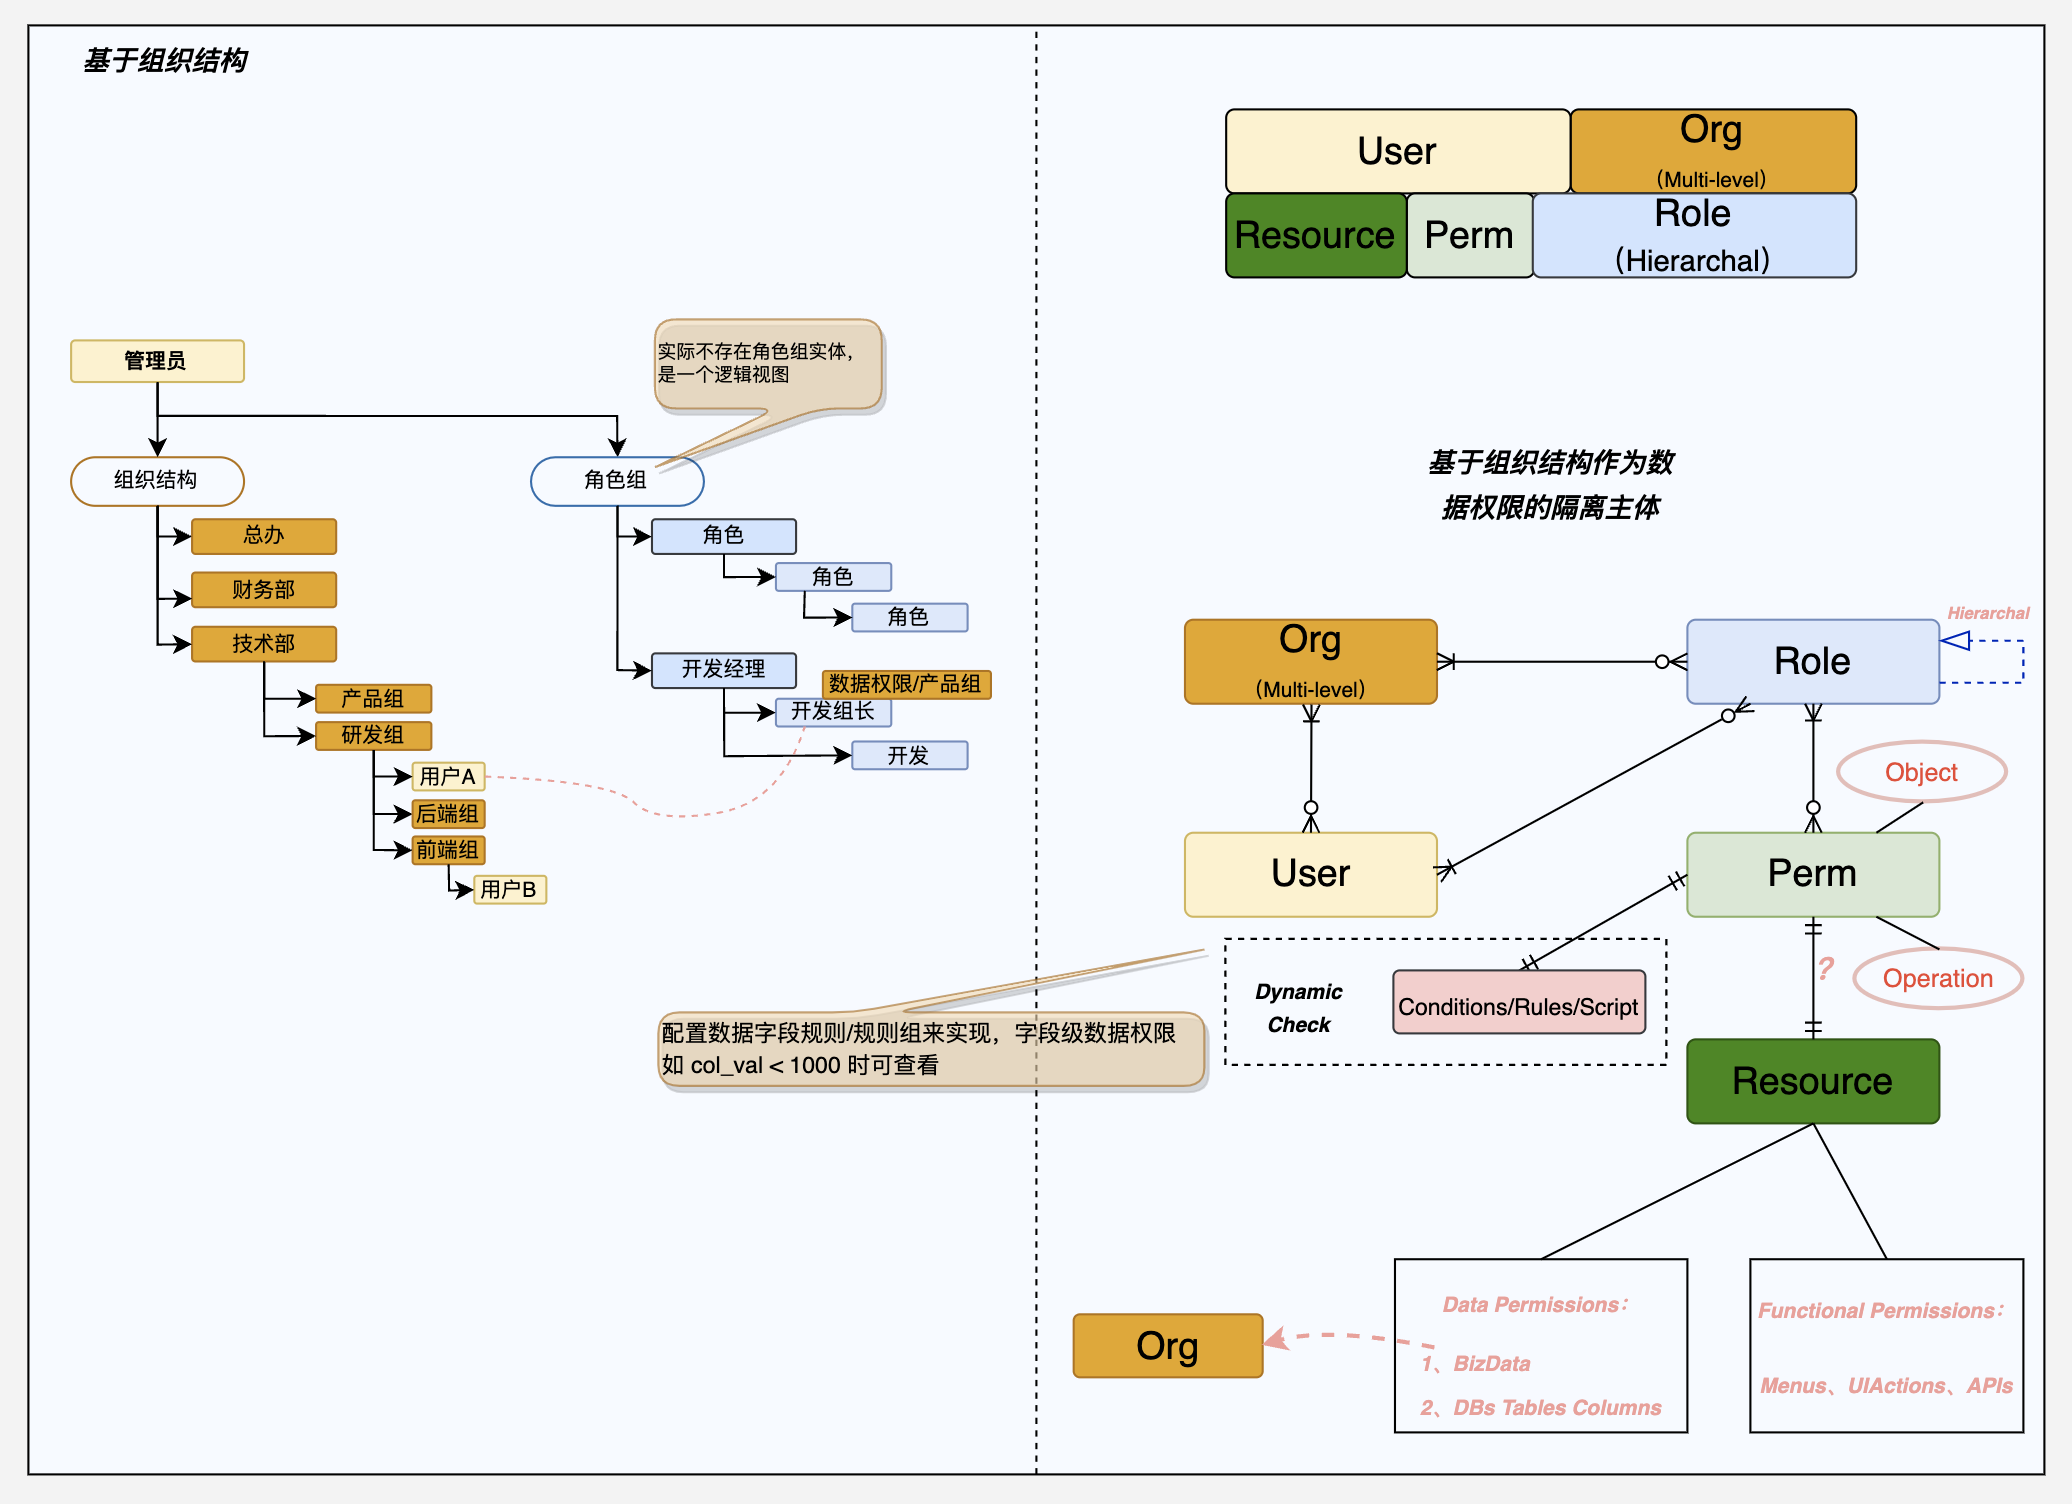 基于组织结构
管理员
实际不存在角色组实体，
是一个逻辑视图
组织结构
角色组
总办
财务部
技术部
产品组
研发组
用户A
后端组
前端组
用户B
角色
角色
角色
开发经理
数据权限/产品组
开发组长
开发
配置数据字段规则/规则组来实现，字段级数据权限
如 col_val < 1000 时可查看
User
Org
（Multi-level）
Resource
Perm
Role
（Hierarchal）
基于组织结构作为数
据权限的隔离主体
Org
（Multi-level）
Role
Hierarchal
Object
User
Perm
Operation
?
Dynamic
Check
Conditions/Rules/Script
Resource
Org
Data Permissions：
1、BizData
2、DBs Tables Columns
Functional Permissions：
Menus、UIActions、APIs